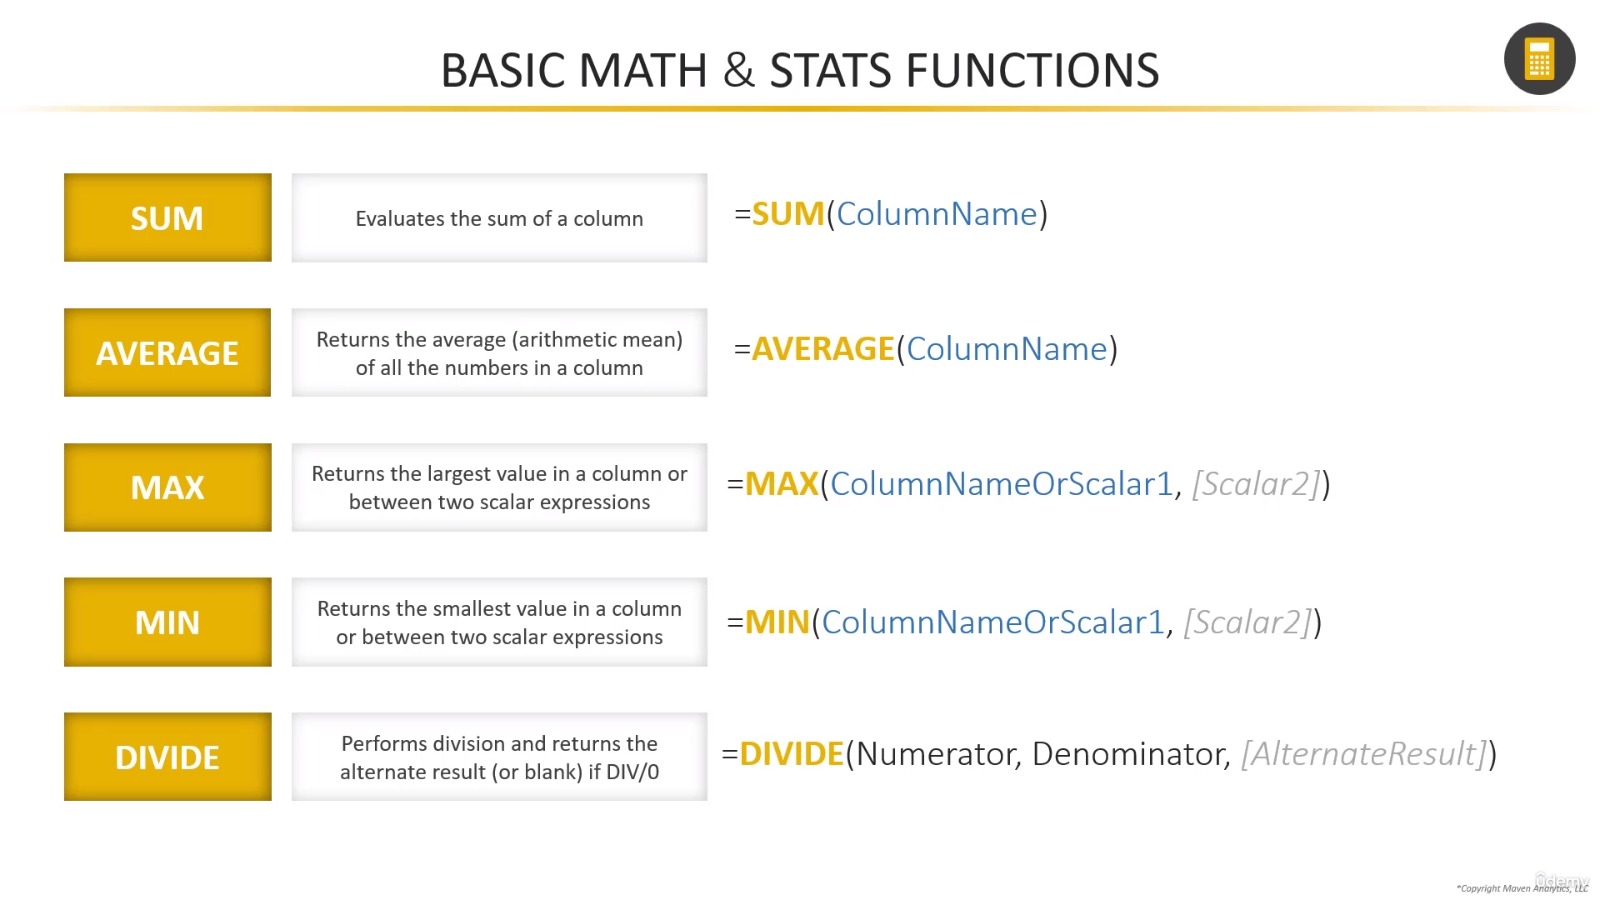 BASIC MATH & STATS FUNCTIONS
SUM
Evaluates the sum of a column
=SUM(ColumnName)
AVERAGE
Returns the average (arithmetic mean)
of all the numbers in a column
=AVERAGE(ColumnName)
MAX
Returns the largest value in a column or
between two scalar expressions
=MAX(ColumnNameOrScalar1, [Scalar2])
MIN
Returns the smallest value in a column
or between two scalar expressions
=MIN(ColumnNameOrScalar1, [Scalar2])
DIVIDE
Performs division and returns the
alternate result (or blank) if DIV/0
=DIVIDE(Numerator, Denominator, [AlternateResult])
ûdemy
*Copyright Maven Analytics, LLC